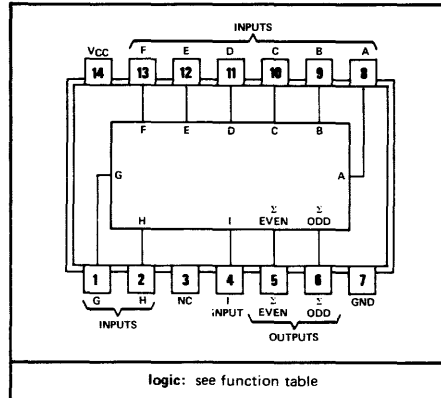 INPUTS
VCC F E D C B A
14 13 12 11 10 9 8
F E D C B
G A
H I Σ EVEN Σ ODD
1 2 3 4 5 6 7
G H NC I INPUT Σ EVEN Σ ODD GND
INPUTS OUTPUTS
logic: see function table